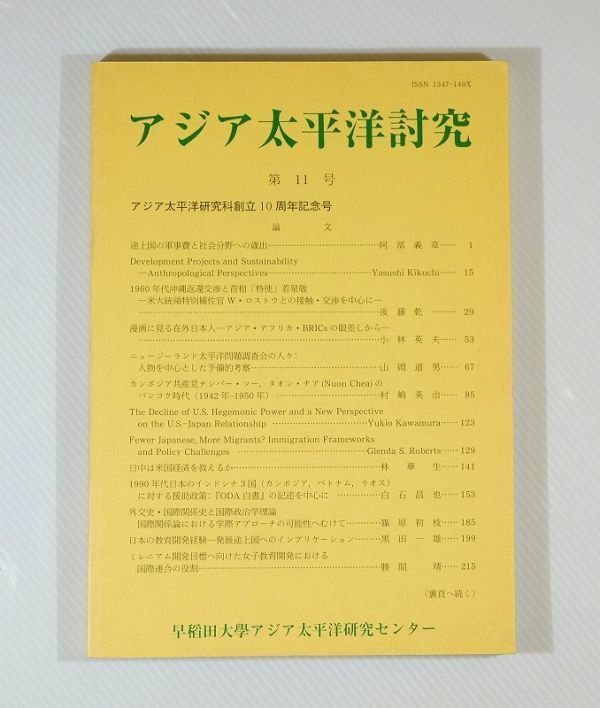 ISSN 1347-149X
アジア太平洋討究
第 11 号
アジア太平洋研究科創立 10 周年記念号
論 文
途上国の軍事費と社会分野への歳出……阿 部 義 章…… 1
Development Projects and Sustainability
—Anthropological Perspectives—……Yasushi Kikuchi…… 15
1960 年代沖縄返還交渉と首相「特使」若泉敬
—米大統領特別補佐官 W・ロストウとの接触・交渉を中心に—
……後 藤 乾 一…… 29
漫画に見る在外日本人—アジア・アフリカ・BRICsの眼差しから—
……小 林 英 夫…… 53
ニュージーランド太平洋問題調査会の人々:
人物を中心とした予備的考察……山 岡 道 男…… 67
カンボジア共産党ナンバー・ツー,ヌオン・チア (Nuon Chea) の
バンコク時代 (1942 年–1950 年)……村 嶋 英 治…… 85
The Decline of U.S. Hegemonic Power and a New Perspective
on the U.S.–Japan Relationship ……Yukio Kawamura……123
Fewer Japanese, More Migrants? Immigration Frameworks
and Policy Challenges ……Glenda S. Roberts……129
日中は米国経済を救えるか……林 華 生……141
1990 年代日本のインドシナ 3 国 (カンボジア,ベトナム,ラオス)
に対する援助政策:『ODA 白書』の記述を中心に ……白 石 昌 也……153
外交史・国際関係史と国際政治学理論
国際関係論における学際アプローチの可能性へむけて……篠 原 初 枝……185
日本の教育開発経験—発展途上国へのインプリケーション……黒 田 一 雄……199
ミレニアム開発目標へ向けた女子教育開発における
国際連合の役割……勝 間 靖……215
(裏頁へ続く)
早稲田大學アジア太平洋研究センター